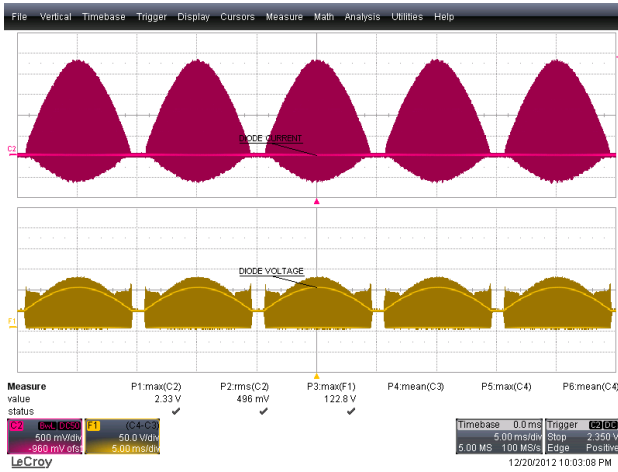 File Vertical Timebase Trigger Display Cursors Measure Math Analysis Utilities Help
C2
DIODE CURRENT
DIODE VOLTAGE
F1
Measure P1:max(C2) P2:rms(C2) P3:max(F1) P4:mean(C3) P5:max(C4) P6:mean(C4)
value 2.33 V 496 mV 122.8 V
status ✓ ✓ ✓
C2 BwL DC50 F1 (C4-C3) Timebase 0.0 ms Trigger C2 DC
500 mV/div 50.0 V/div 5.00 ms/div Stop 2.350 V
-960 mV ofst 5.00 ms/div 5.00 MS 100 MS/s Edge Positive
LeCroy 12/20/2012 10:03:08 PM